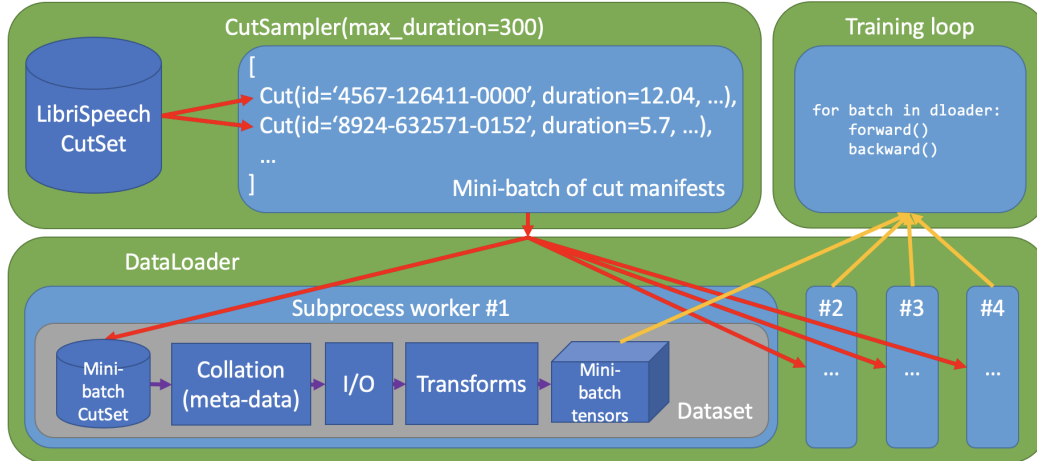 CutSampler(max_duration=300)
LibriSpeech
CutSet
[
Cut(id=‘4567-126411-0000’, duration=12.04, …),
Cut(id=‘8924-632571-0152’, duration=5.7, …),
…
]
Mini-batch of cut manifests
Training loop
for batch in dloader:
forward()
backward()
DataLoader
Subprocess worker #1
Mini-
batch
CutSet
Collation
(meta-data)
I/O
Transforms
Mini-
batch
tensors
Dataset
#2
…
#3
…
#4
…